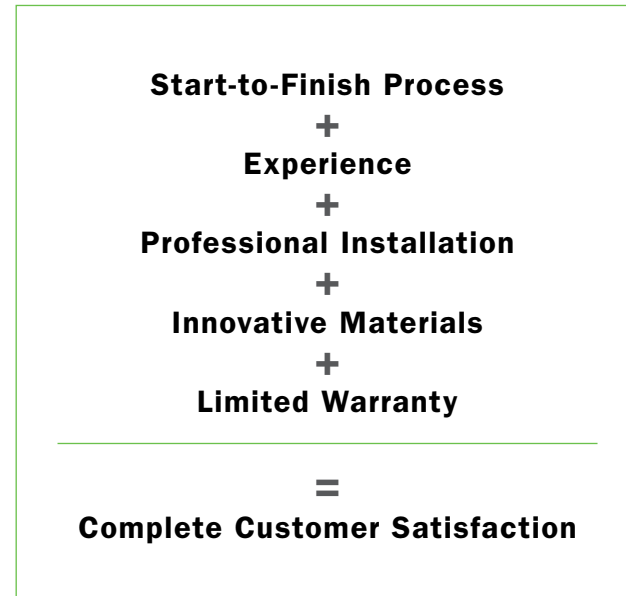 Start-to-Finish Process
+
Experience
+
Professional Installation
+
Innovative Materials
+
Limited Warranty
=
Complete Customer Satisfaction